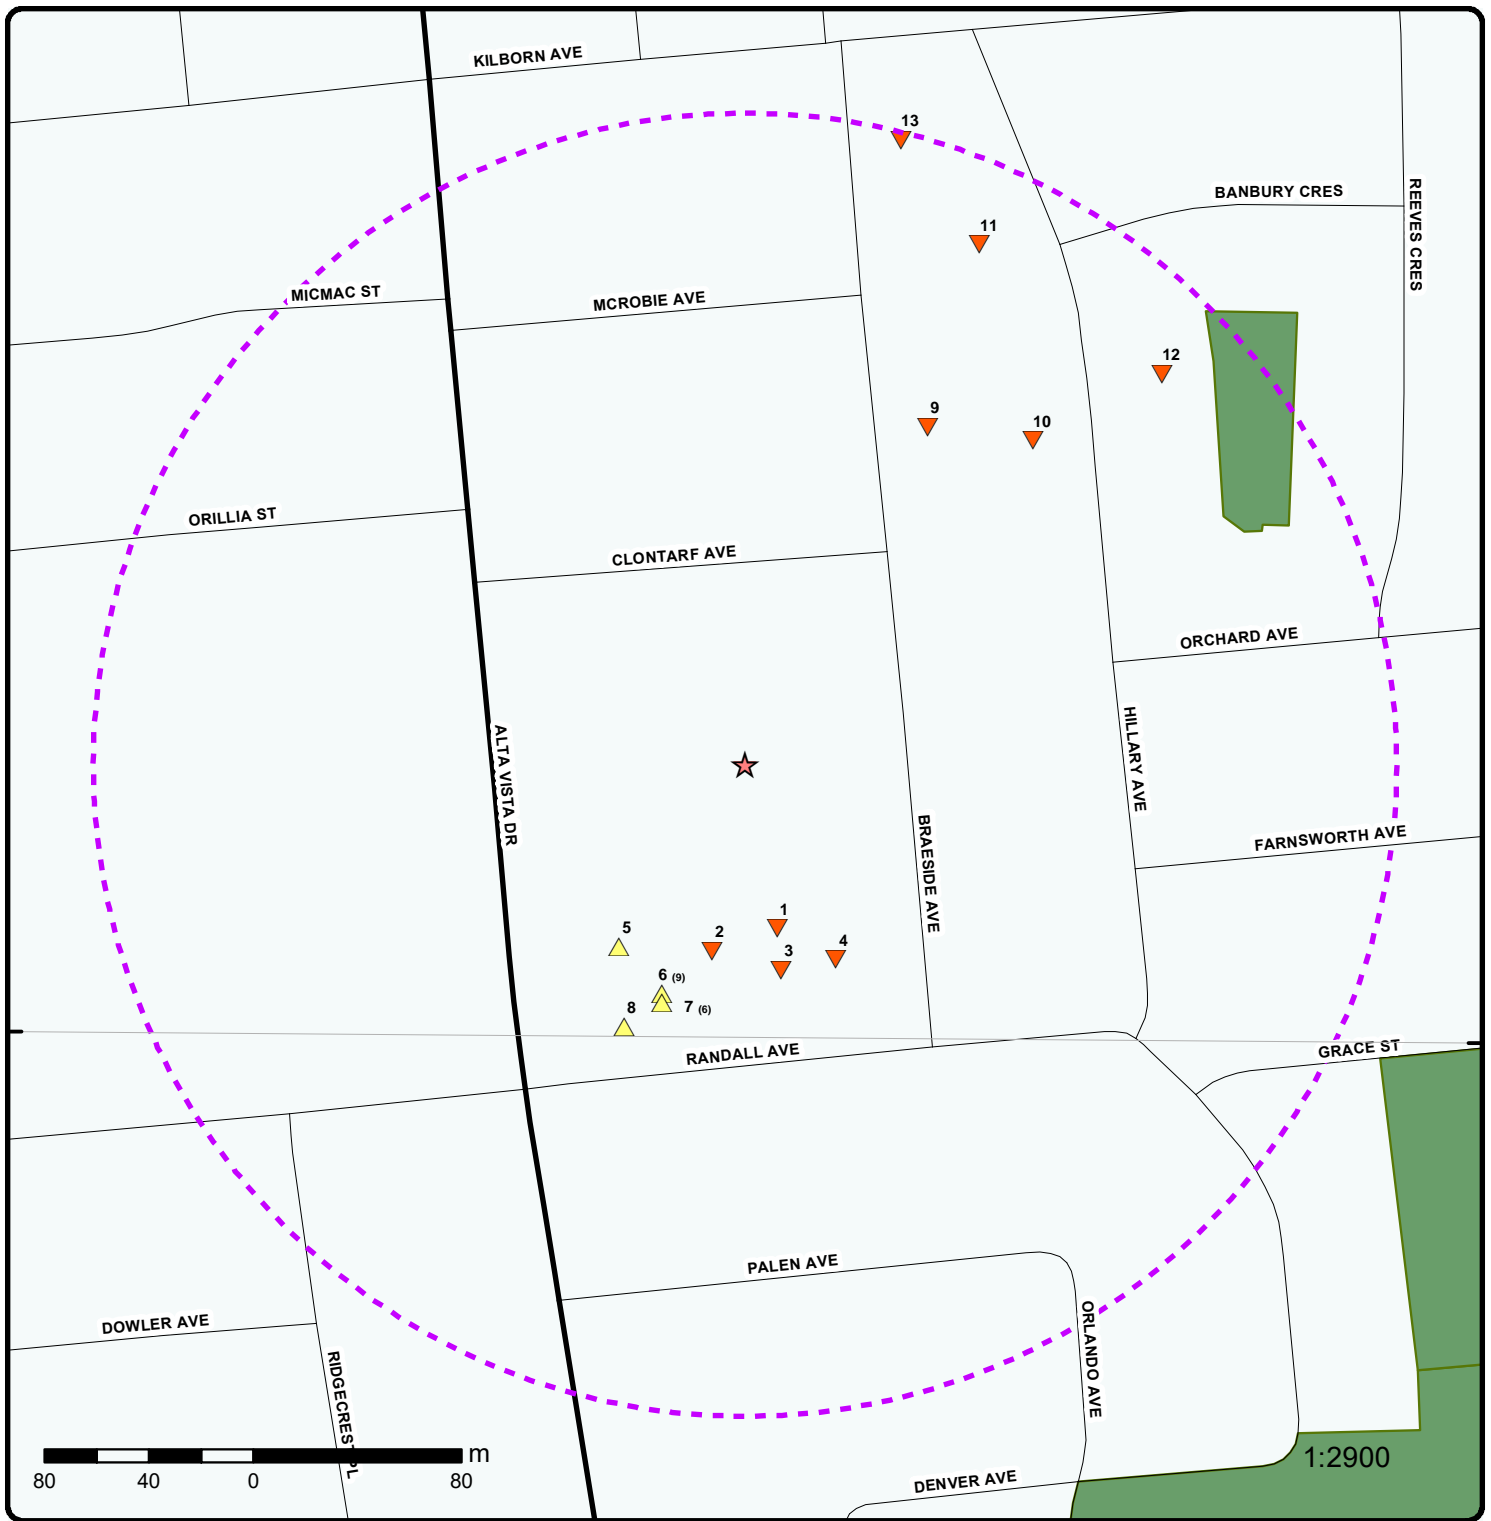 KILBORN AVE
13
BANBURY CRES
REEVES CRES
11
MICMAC ST
MCROBIE AVE
12
9
10
ORILLIA ST
CLONTARF AVE
ORCHARD AVE
HILLARY AVE
ALTA VISTA DR
BRAESIDE AVE
FARNSWORTH AVE
1
5
2
4
3
6 (9)
7 (6)
8
RANDALL AVE
GRACE ST
PALEN AVE
ORLANDO AVE
DOWLER AVE
RIDGECREST PL
m
80 40 0 80
1:2900
DENVER AVE